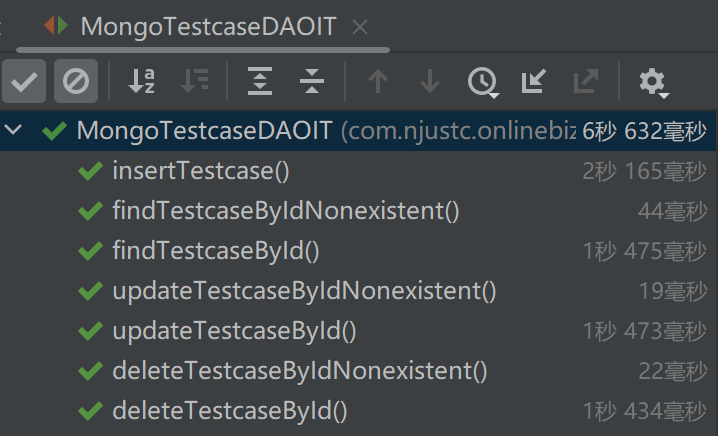 MongoTestcaseDAOIT
MongoTestcaseDAOIT (com.njustc.onlinebiz 6秒 632毫秒
insertTestcase() 2秒 165毫秒
findTestcaseByIdNonexistent() 44毫秒
findTestcaseById() 1秒 475毫秒
updateTestcaseByIdNonexistent() 19毫秒
updateTestcaseById() 1秒 473毫秒
deleteTestcaseByIdNonexistent() 22毫秒
deleteTestcaseById() 1秒 434毫秒